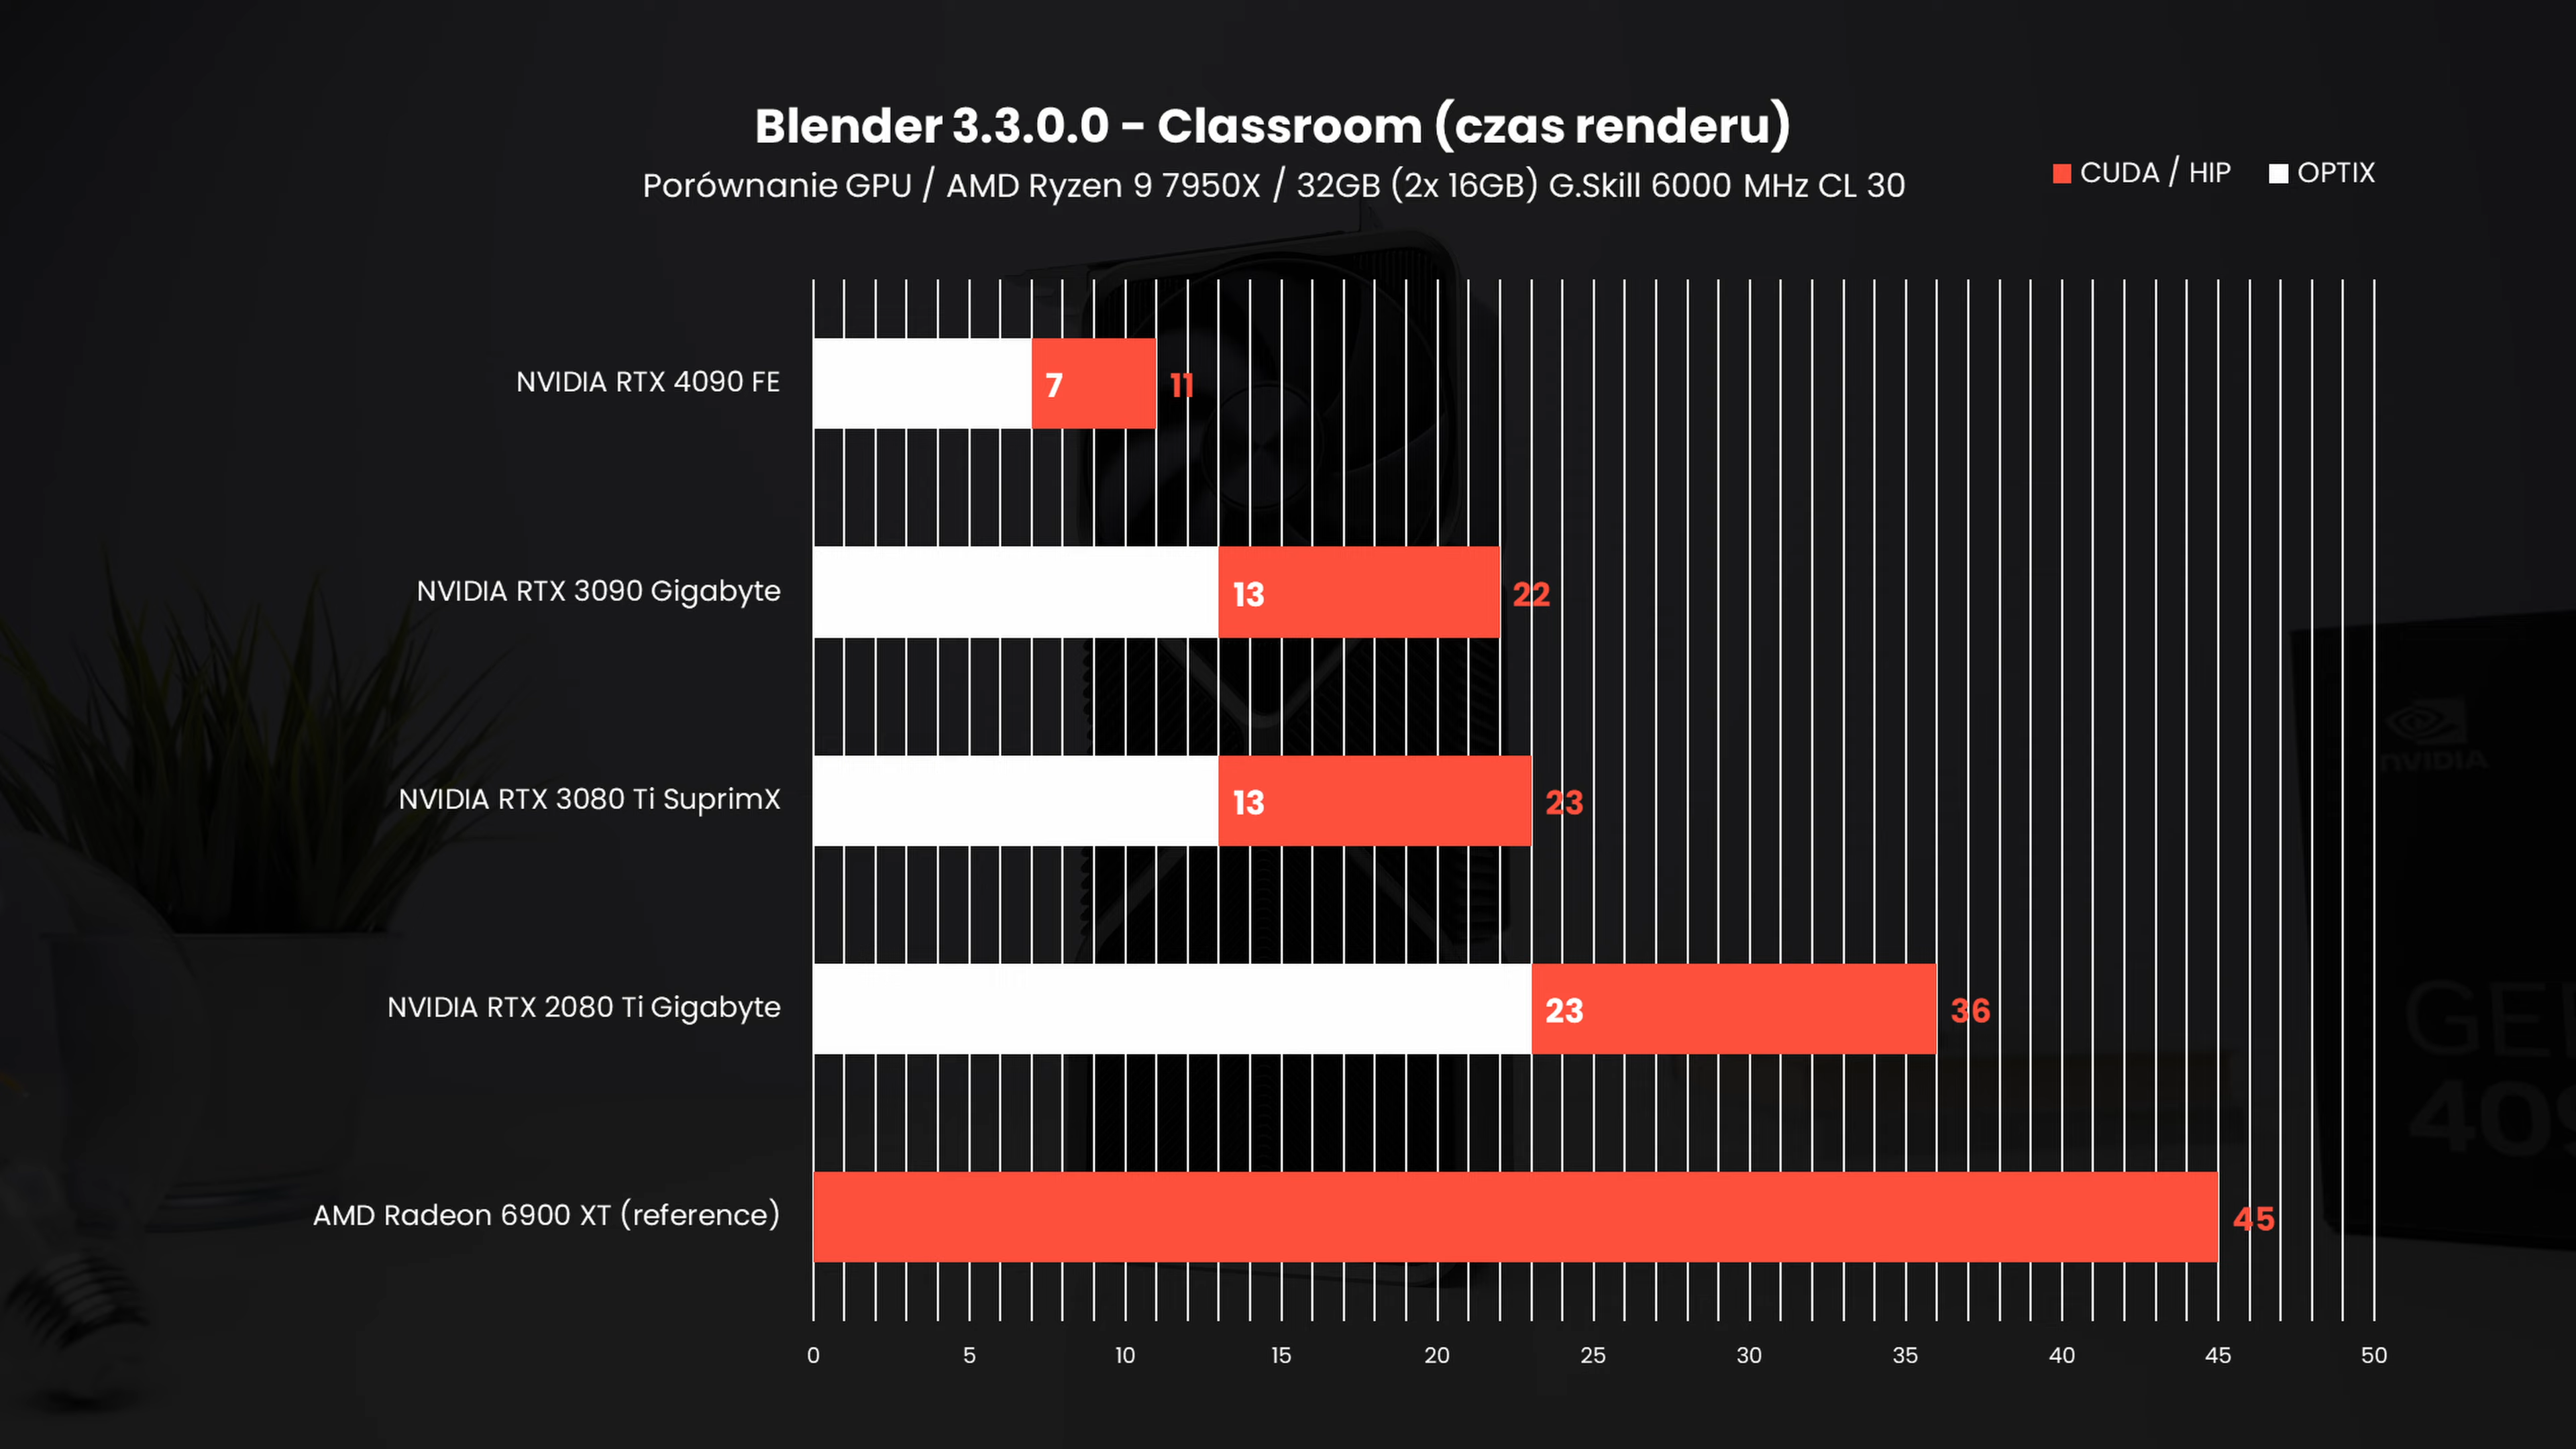 Blender 3.3.0.0 - Classroom (czas renderu)
Porównanie GPU / AMD Ryzen 9 7950X / 32GB (2x 16GB) G.Skill 6000 MHz CL 30
CUDA / HIP OPTIX
NVIDIA RTX 4090 FE 7 11
NVIDIA RTX 3090 Gigabyte 13 22
NVIDIA RTX 3080 Ti SuprimX 13 23
NVIDIA RTX 2080 Ti Gigabyte 23 36
AMD Radeon 6900 XT (reference) 45
0 5 10 15 20 25 30 35 40 45 50
NVIDIA